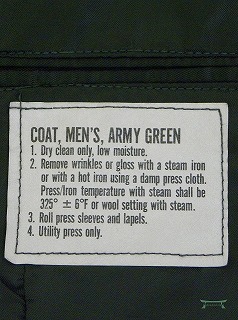 COAT, MEN'S, ARMY GREEN
1. Dry clean only, low moisture.
2. Remove wrinkles or gloss with a steam iron
or with a hot iron using a damp press cloth.
Press/Iron temperature with steam shall be
325° ± 6°F or wool setting with steam.
3. Roll press sleeves and lapels.
4. Utility press only.